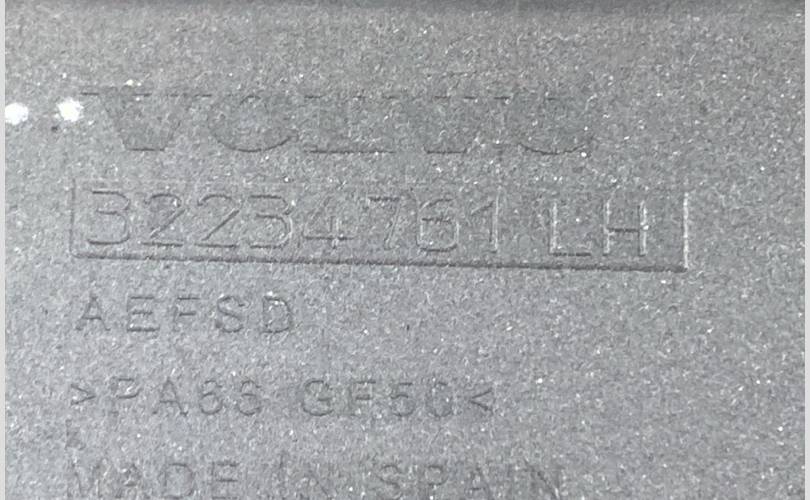 VOLVO
32234761 LH
AEFSD
>PA66 GF50<
MADE IN SPAIN